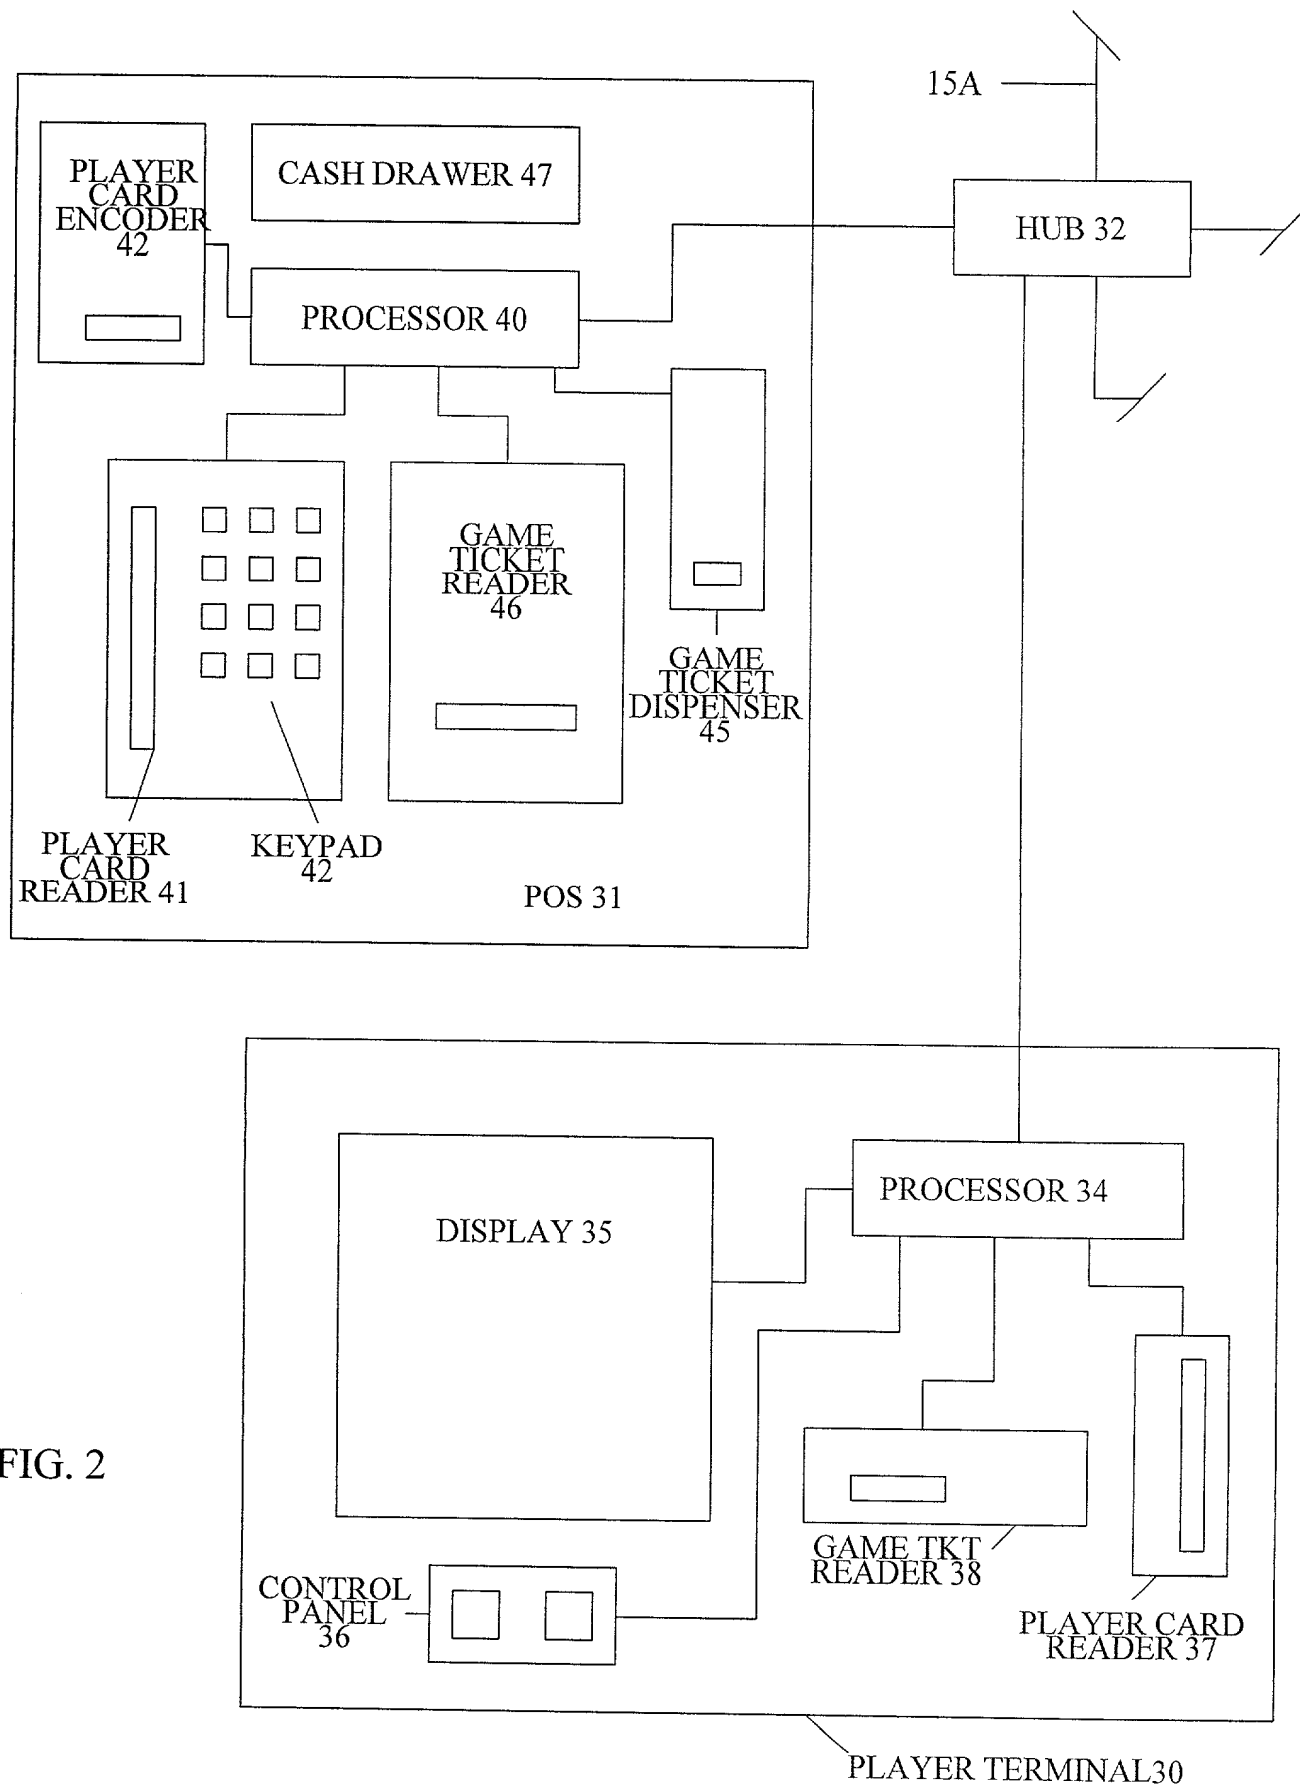 15A
PLAYER
CARD
ENCODER
42
CASH DRAWER 47
HUB 32
PROCESSOR 40
GAME
TICKET
READER
46
GAME
TICKET
DISPENSER
45
PLAYER
CARD
READER 41
KEYPAD
42
POS 31
PROCESSOR 34
DISPLAY 35
FIG. 2
GAME TKT
READER 38
CONTROL
PANEL
36
PLAYER CARD
READER 37
PLAYER TERMINAL30